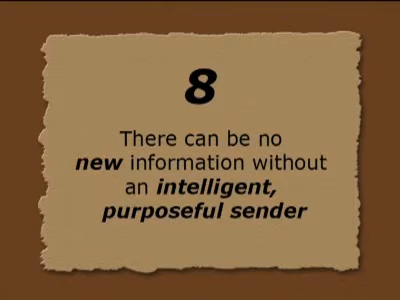 8
There can be no
new information without
an intelligent,
purposeful sender